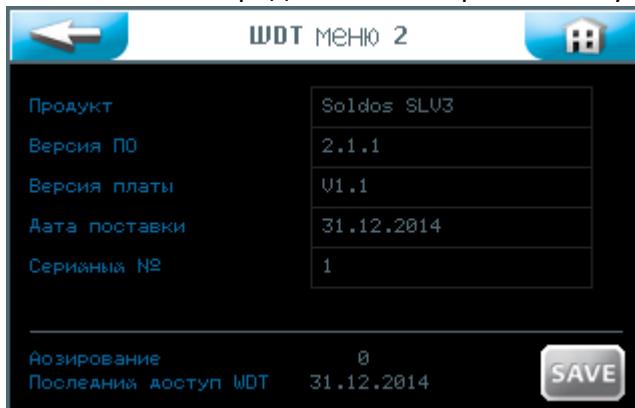 WDT меню 2
Продукт Soldos SLV3
Версия ПО 2.1.1
Версия платы V1.1
Дата поставки 31.12.2014
Серийный № 1
Дозирование 0
Последний доступ WDT 31.12.2014
SAVE